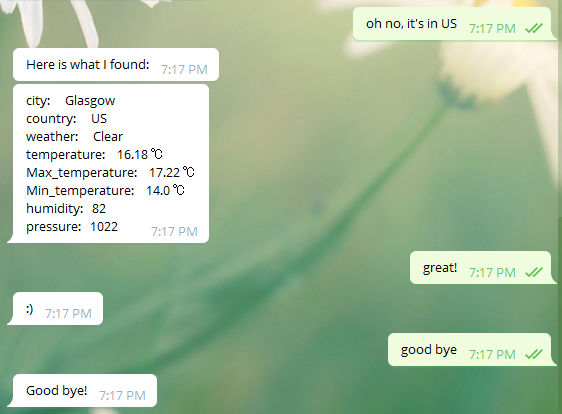 oh no, it's in US 7:17 PM
Here is what I found: 7:17 PM
city: Glasgow
country: US
weather: Clear
temperature: 16.18 ℃
Max_temperature: 17.22 ℃
Min_temperature: 14.0 ℃
humidity: 82
pressure: 1022 7:17 PM
great! 7:17 PM
:) 7:17 PM
good bye 7:17 PM
Good bye! 7:17 PM